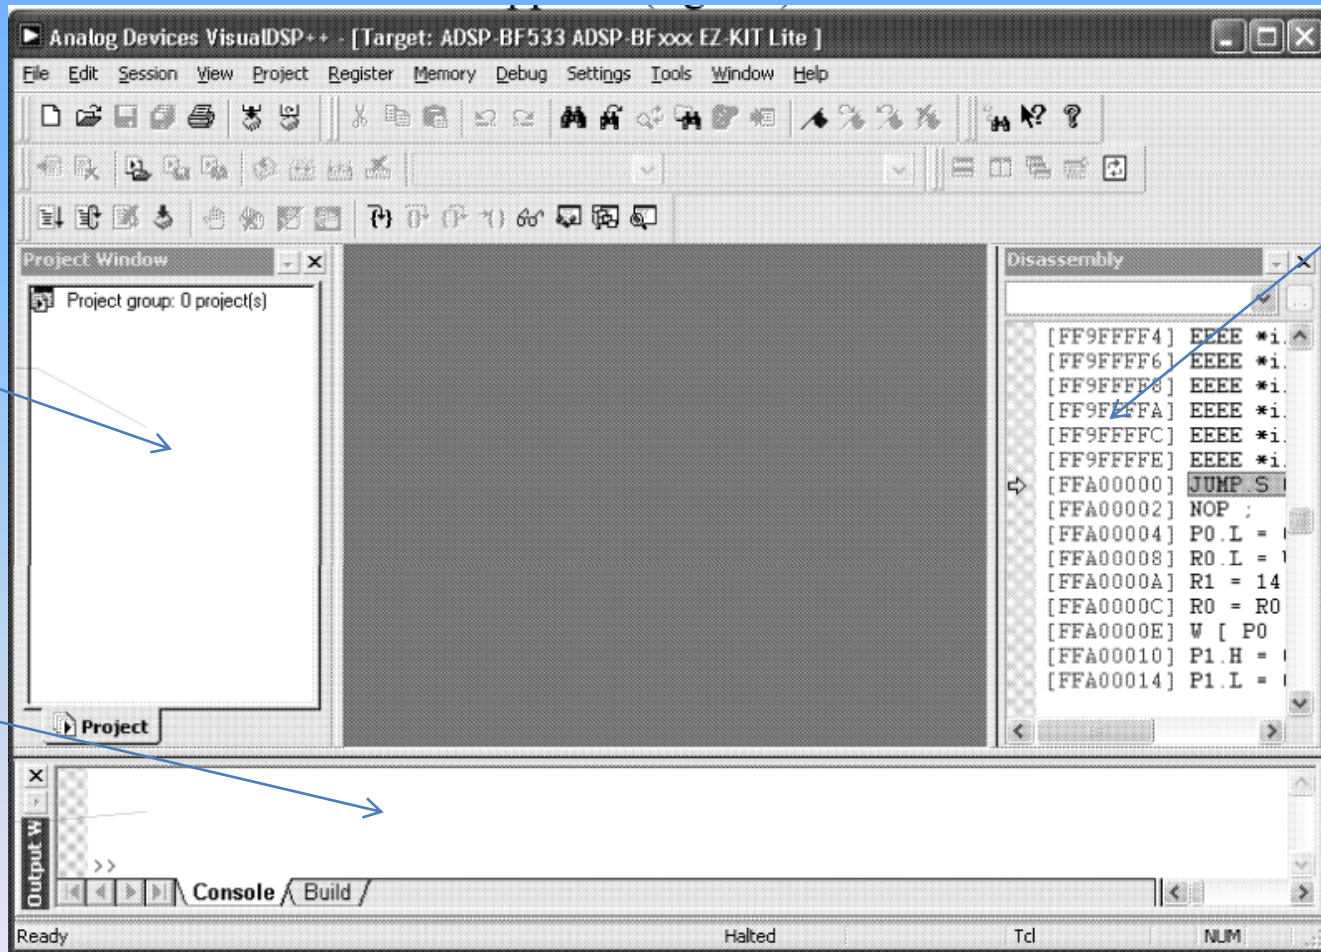 Analog Devices VisualDSP++ - [Target: ADSP-BF533 ADSP-BFxxx EZ-KIT Lite ]
File Edit Session View Project Register Memory Debug Settings Tools Window Help
Project Window
Project group: 0 project(s)
Project
Disassembly
[FF9FFFF4] EEEE *i.
[FF9FFFF6] EEEE *i.
[FF9FFFF8] EEEE *i.
[FF9FFFFA] EEEE *i.
[FF9FFFFC] EEEE *i.
[FF9FFFFE] EEEE *i.
[FFA00000] JUMP.S
[FFA00002] NOP ;
[FFA00004] P0.L =
[FFA00008] R0.L =
[FFA0000A] R1 = 14
[FFA0000C] R0 = R0
[FFA0000E] W [ P0
[FFA00010] P1.H =
[FFA00014] P1.L =
Output W
>>
Console Build
Ready Halted Tcl NUM